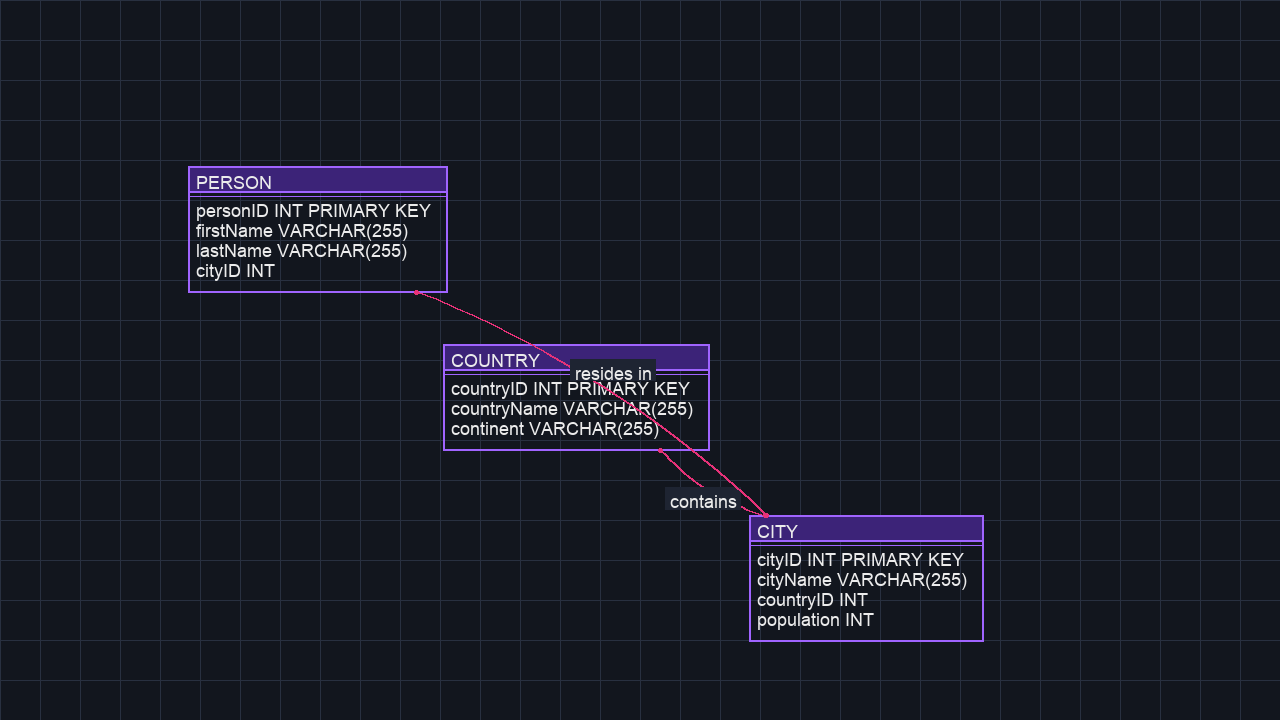 PERSON
personID INT PRIMARY KEY
firstName VARCHAR(255)
lastName VARCHAR(255)
cityID INT
COUNTRY
resides in
countryID INT PRIMARY KEY
countryName VARCHAR(255)
continent VARCHAR(255)
contains
CITY
cityID INT PRIMARY KEY
cityName VARCHAR(255)
countryID INT
population INT